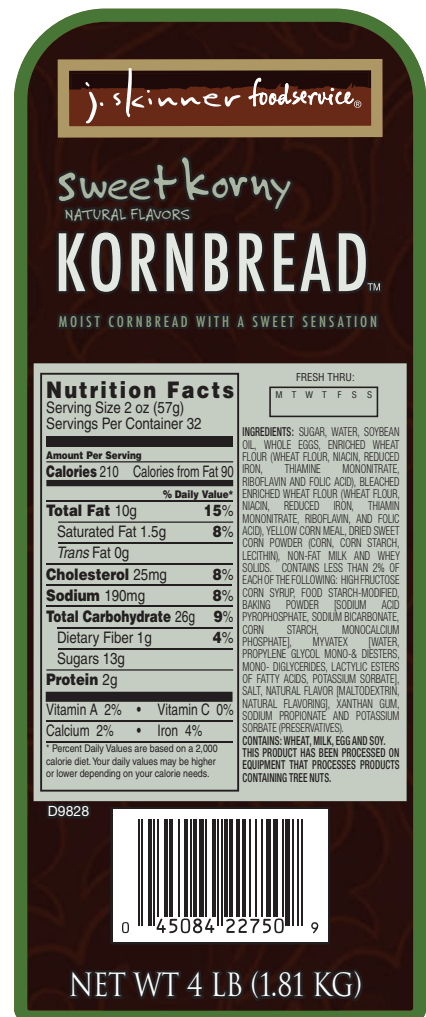 j. skinner foodservice®
sweet korny
NATURAL FLAVORS
KORNBREAD™
MOIST CORNBREAD WITH A SWEET SENSATION
Nutrition Facts
Serving Size 2 oz (57g)
Servings Per Container 32
Amount Per Serving
Calories 210 Calories from Fat 90
% Daily Value*
Total Fat 10g 15%
Saturated Fat 1.5g 8%
Trans Fat 0g
Cholesterol 25mg 8%
Sodium 190mg 8%
Total Carbohydrate 26g 9%
Dietary Fiber 1g 4%
Sugars 13g
Protein 2g
Vitamin A 2% • Vitamin C 0%
Calcium 2% • Iron 4%
* Percent Daily Values are based on a 2,000
calorie diet. Your daily values may be higher
or lower depending on your calorie needs.
FRESH THRU:
M T W T F S S
INGREDIENTS: SUGAR, WATER, SOYBEAN
OIL, WHOLE EGGS, ENRICHED WHEAT
FLOUR (WHEAT FLOUR, NIACIN, REDUCED
IRON, THIAMINE MONONITRATE,
RIBOFLAVIN AND FOLIC ACID), BLEACHED
ENRICHED WHEAT FLOUR (WHEAT FLOUR,
NIACIN, REDUCED IRON, THIAMIN
MONONITRATE, RIBOFLAVIN, AND FOLIC
ACID), YELLOW CORN MEAL, DRIED SWEET
CORN POWDER (CORN, CORN STARCH,
LECITHIN), NON-FAT MILK AND WHEY
SOLIDS. CONTAINS LESS THAN 2% OF
EACH OF THE FOLLOWING: HIGH FRUCTOSE
CORN SYRUP, FOOD STARCH-MODIFIED,
BAKING POWDER [SODIUM ACID
PYROPHOSPHATE, SODIUM BICARBONATE,
CORN STARCH, MONOCALCIUM
PHOSPHATE], MYVATEX [WATER,
PROPYLENE GLYCOL MONO-& DIESTERS,
MONO- DIGLYCERIDES, LACTYLIC ESTERS
OF FATTY ACIDS, POTASSIUM SORBATE],
SALT, NATURAL FLAVOR [MALTODEXTRIN,
NATURAL FLAVORING], XANTHAN GUM,
SODIUM PROPIONATE AND POTASSIUM
SORBATE (PRESERVATIVES).
CONTAINS: WHEAT, MILK, EGG AND SOY.
THIS PRODUCT HAS BEEN PROCESSED ON
EQUIPMENT THAT PROCESSES PRODUCTS
CONTAINING TREE NUTS.
D9828
0 45084 22750 9
NET WT 4 LB (1.81 KG)